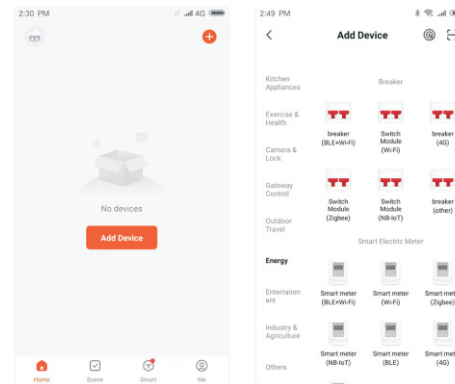 2:30 PM
4G
No devices
Add Device
Home
Scene
Smart
Me
2:49 PM
Add Device
Kitchen
Appliances
Exercise &
Health
Camera &
Lock
Gateway
Control
Outdoor
Travel
Energy
Entertainm
ent
Industry &
Agriculture
Others
Breaker
breaker
(BLE+Wi-Fi)
Switch
Module
(Wi-Fi)
breaker
(4G)
Switch
Module
(Zigbee)
Switch
Module
(NB-IoT)
breaker
(other)
Smart Electric Meter
Smart meter
(BLE+Wi-Fi)
Smart meter
(Wi-Fi)
Smart met
(Zigbee)
Smart meter
(NB-IoT)
Smart meter
(BLE)
Smart met
(4G)